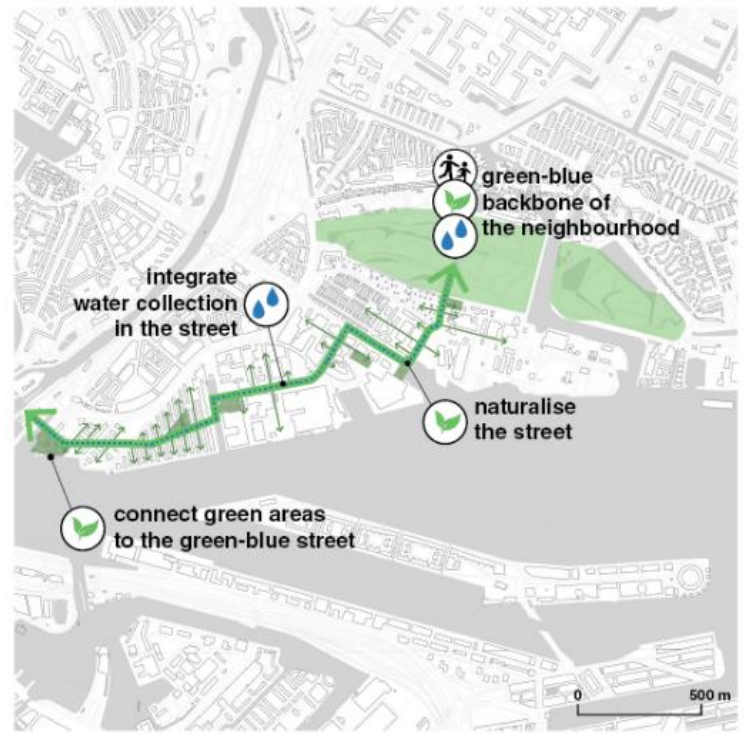 green-blue
backbone of
the neighbourhood
integrate
water collection
in the street
naturalise
the street
connect green areas
to the green-blue street
0 500 m